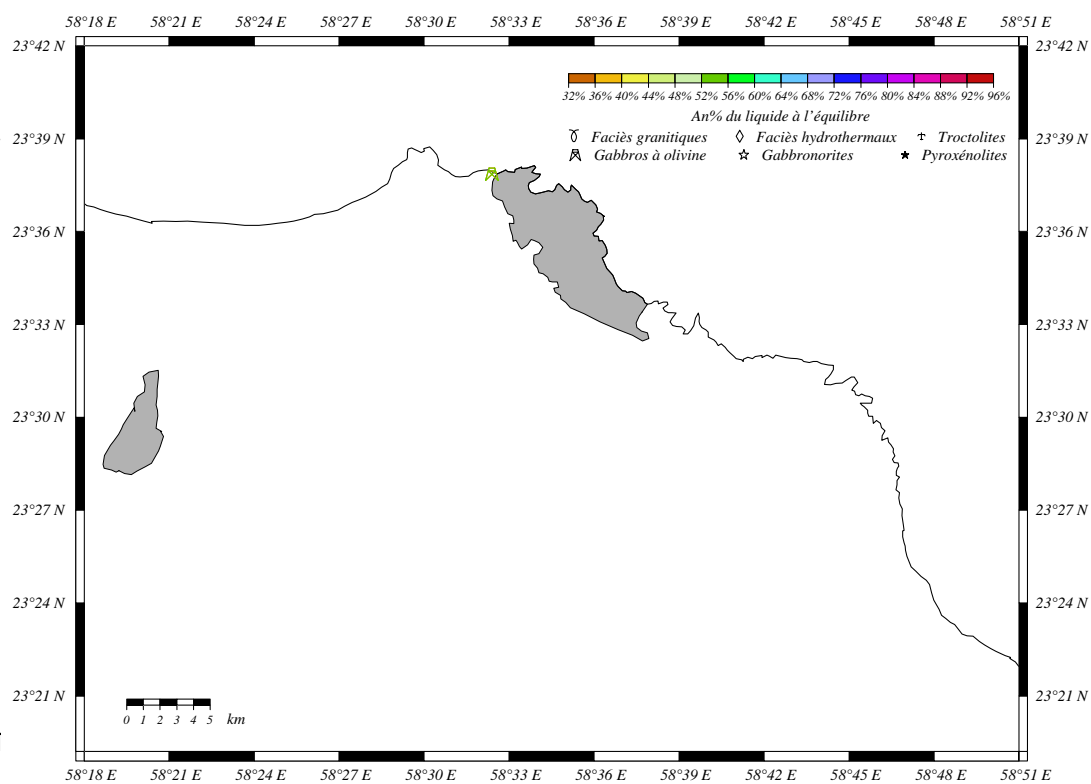 58°18' E 58°21' E 58°24' E 58°27' E 58°30' E 58°33' E 58°36' E 58°39' E 58°42' E 58°45' E 58°48' E 58°51' E
23°42' N 23°42' N
32% 36% 40% 44% 48% 52% 56% 60% 64% 68% 72% 76% 80% 84% 88% 92% 96%
An% du liquide à l'équilibre
Faciès granitiques Faciès hydrothermaux Troctolites
23°39' N 23°39' N
Gabbros à olivine Gabbronorites Pyroxénolites
23°36' N 23°36' N
23°33' N 23°33' N
23°30' N 23°30' N
23°27' N 23°27' N
23°24' N 23°24' N
23°21' N 23°21' N
0 1 2 3 4 5 km
58°18' E 58°21' E 58°24' E 58°27' E 58°30' E 58°33' E 58°36' E 58°39' E 58°42' E 58°45' E 58°48' E 58°51' E